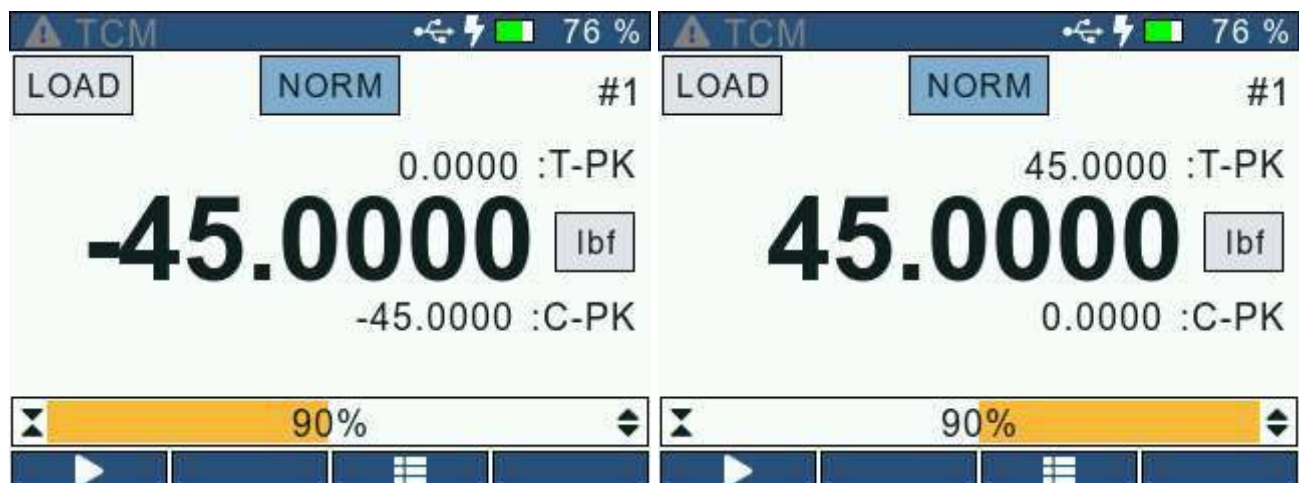 TCM 76 %
LOAD NORM #1
0.0000 :T-PK
-45.0000 lbf
-45.0000 :C-PK
90%
TCM 76 %
LOAD NORM #1
45.0000 :T-PK
45.0000 lbf
0.0000 :C-PK
90%